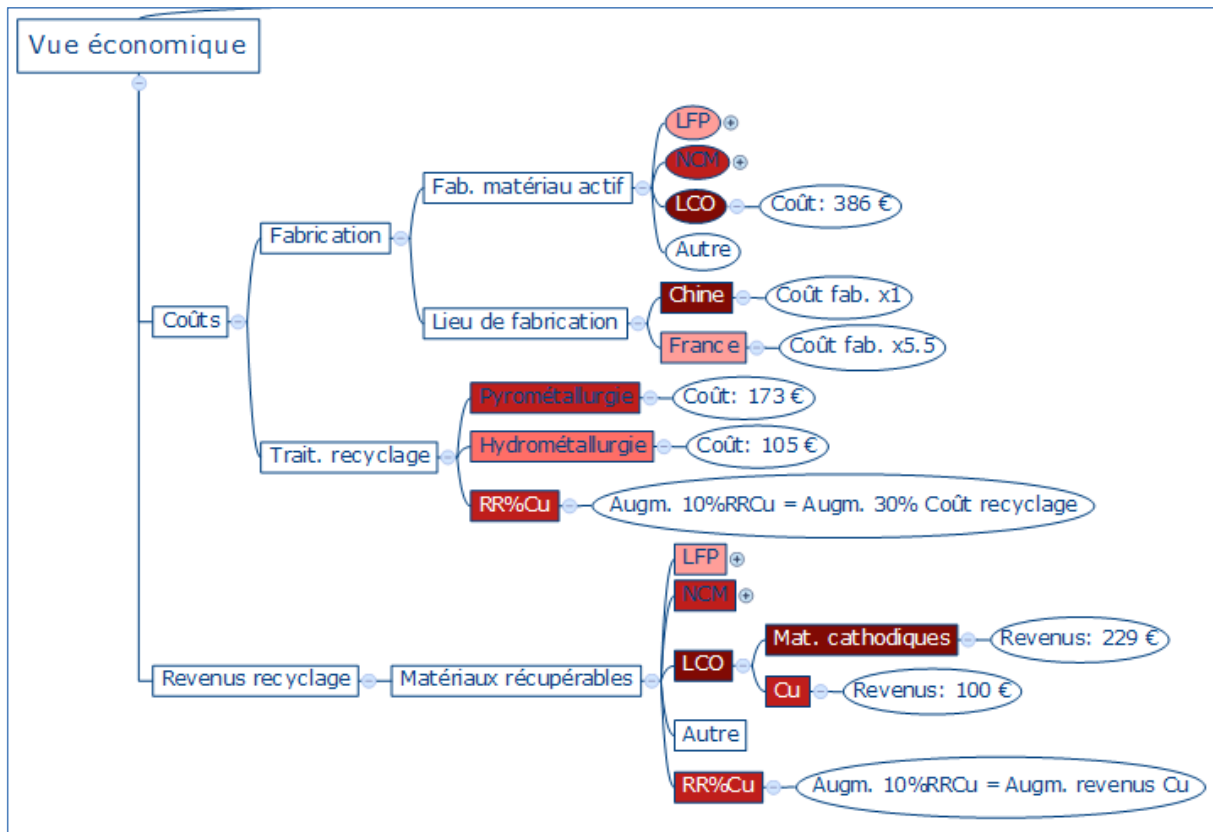 Vue économique
LFP
NCM
Fab. matériau actif
LCO
Coût: 386 €
Fabrication
Autre
Chine
Coût fab. x1
Coûts
Lieu de fabrication
France
Coût fab. x5.5
Pyrométallurgie
Coût: 173 €
Trait. recyclage
Hydrométallurgie
Coût: 105 €
RR%Cu
Augm. 10%RRCu = Augm. 30% Coût recyclage
LFP
NCM
Mat. cathodiques
Revenus: 229 €
Revenus recyclage
Matériaux récupérables
LCO
Cu
Revenus: 100 €
Autre
RR%Cu
Augm. 10%RRCu = Augm. revenus Cu